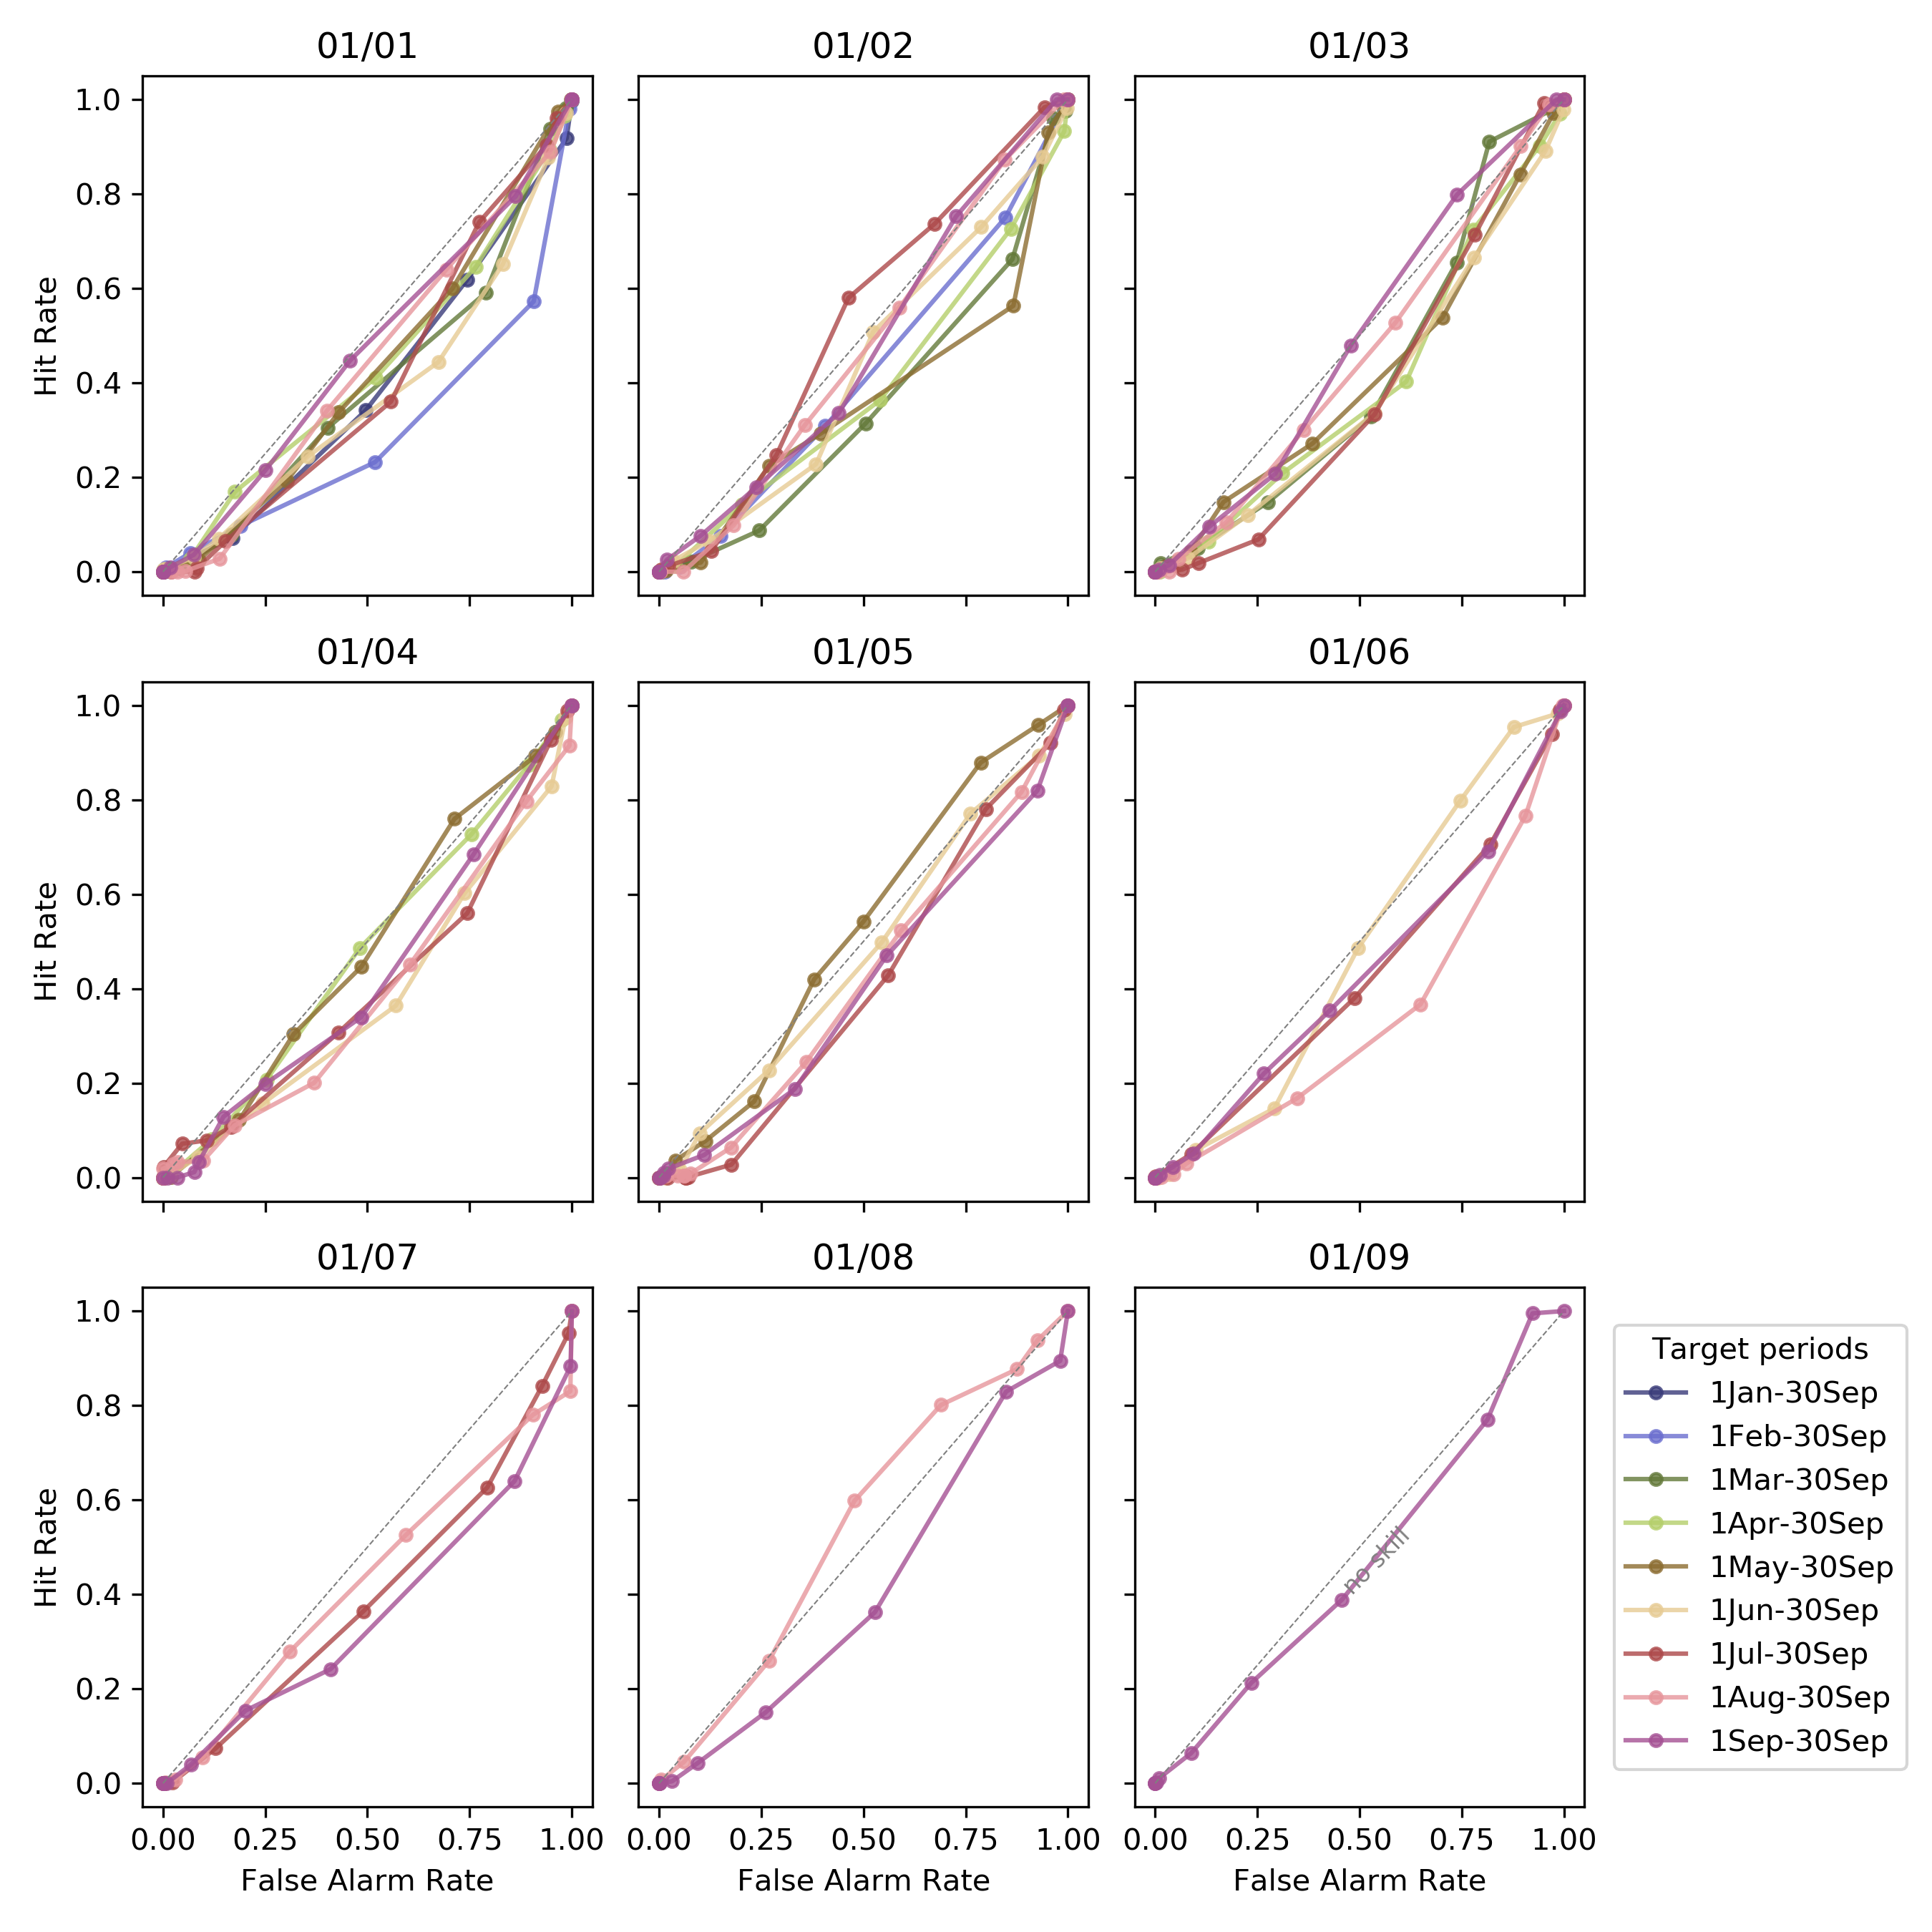 01/01
01/02
01/03
1.0
0.8
0.6
0.4
0.2
0.0
Hit Rate
01/04
01/05
01/06
1.0
0.8
0.6
0.4
0.2
0.0
Hit Rate
01/07
01/08
01/09
1.0
0.8
0.6
0.4
0.2
0.0
Hit Rate
0.00 0.25 0.50 0.75 1.00
False Alarm Rate
0.00 0.25 0.50 0.75 1.00
False Alarm Rate
no skill
0.00 0.25 0.50 0.75 1.00
False Alarm Rate
Target periods
1Jan-30Sep
1Feb-30Sep
1Mar-30Sep
1Apr-30Sep
1May-30Sep
1Jun-30Sep
1Jul-30Sep
1Aug-30Sep
1Sep-30Sep